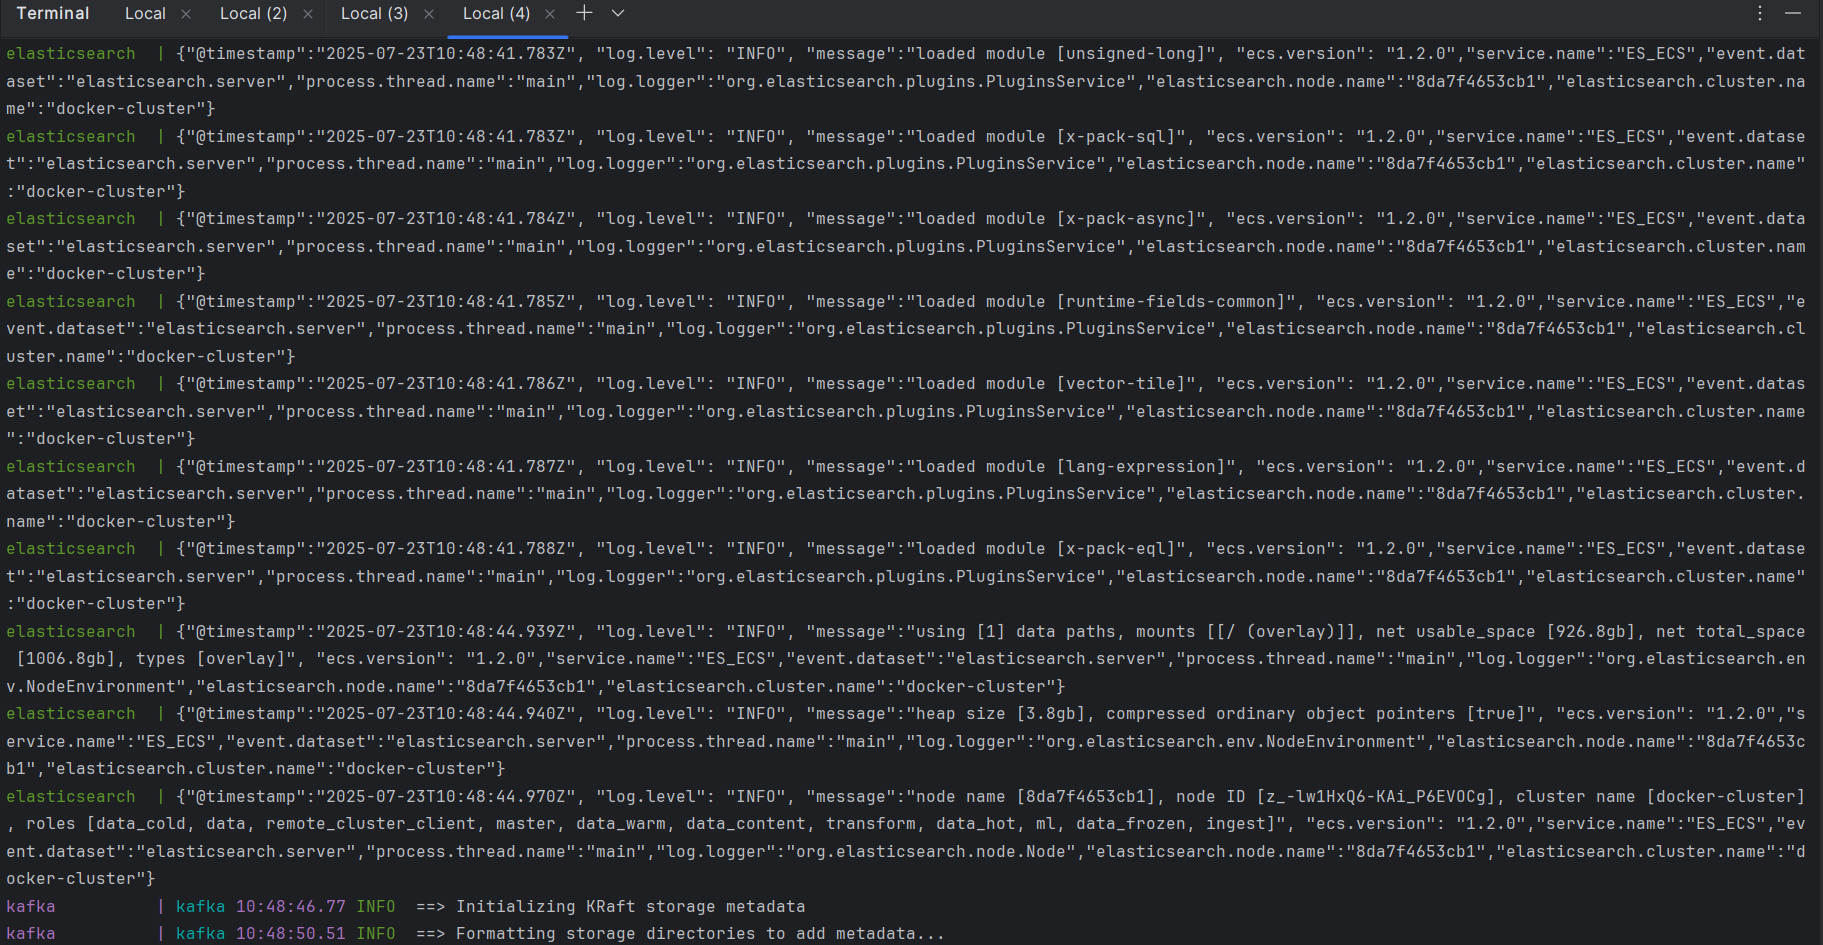 Terminal Local × Local (2) × Local (3) × Local (4) ×
elasticsearch | {"@timestamp":"2025-07-23T10:48:41.783Z", "log.level": "INFO", "message":"loaded module [unsigned-long]", "ecs.version": "1.2.0","service.name":"ES_ECS","event.dat
aset":"elasticsearch.server","process.thread.name":"main","log.logger":"org.elasticsearch.plugins.PluginsService","elasticsearch.node.name":"8da7f4653cb1","elasticsearch.cluster.na
me":"docker-cluster"}
elasticsearch | {"@timestamp":"2025-07-23T10:48:41.783Z", "log.level": "INFO", "message":"loaded module [x-pack-sql]", "ecs.version": "1.2.0","service.name":"ES_ECS","event.datase
t":"elasticsearch.server","process.thread.name":"main","log.logger":"org.elasticsearch.plugins.PluginsService","elasticsearch.node.name":"8da7f4653cb1","elasticsearch.cluster.name"
:"docker-cluster"}
elasticsearch | {"@timestamp":"2025-07-23T10:48:41.784Z", "log.level": "INFO", "message":"loaded module [x-pack-async]", "ecs.version": "1.2.0","service.name":"ES_ECS","event.data
set":"elasticsearch.server","process.thread.name":"main","log.logger":"org.elasticsearch.plugins.PluginsService","elasticsearch.node.name":"8da7f4653cb1","elasticsearch.cluster.nam
e":"docker-cluster"}
elasticsearch | {"@timestamp":"2025-07-23T10:48:41.785Z", "log.level": "INFO", "message":"loaded module [runtime-fields-common]", "ecs.version": "1.2.0","service.name":"ES_ECS","e
vent.dataset":"elasticsearch.server","process.thread.name":"main","log.logger":"org.elasticsearch.plugins.PluginsService","elasticsearch.node.name":"8da7f4653cb1","elasticsearch.cl
uster.name":"docker-cluster"}
elasticsearch | {"@timestamp":"2025-07-23T10:48:41.786Z", "log.level": "INFO", "message":"loaded module [vector-tile]", "ecs.version": "1.2.0","service.name":"ES_ECS","event.datas
et":"elasticsearch.server","process.thread.name":"main","log.logger":"org.elasticsearch.plugins.PluginsService","elasticsearch.node.name":"8da7f4653cb1","elasticsearch.cluster.name
":"docker-cluster"}
elasticsearch | {"@timestamp":"2025-07-23T10:48:41.787Z", "log.level": "INFO", "message":"loaded module [lang-expression]", "ecs.version": "1.2.0","service.name":"ES_ECS","event.d
ataset":"elasticsearch.server","process.thread.name":"main","log.logger":"org.elasticsearch.plugins.PluginsService","elasticsearch.node.name":"8da7f4653cb1","elasticsearch.cluster.
name":"docker-cluster"}
elasticsearch | {"@timestamp":"2025-07-23T10:48:41.788Z", "log.level": "INFO", "message":"loaded module [x-pack-eql]", "ecs.version": "1.2.0","service.name":"ES_ECS","event.datase
t":"elasticsearch.server","process.thread.name":"main","log.logger":"org.elasticsearch.plugins.PluginsService","elasticsearch.node.name":"8da7f4653cb1","elasticsearch.cluster.name"
:"docker-cluster"}
elasticsearch | {"@timestamp":"2025-07-23T10:48:44.939Z", "log.level": "INFO", "message":"using [1] data paths, mounts [[/ (overlay)]], net usable_space [926.8gb], net total_space
 [1006.8gb], types [overlay]", "ecs.version": "1.2.0","service.name":"ES_ECS","event.dataset":"elasticsearch.server","process.thread.name":"main","log.logger":"org.elasticsearch.en
v.NodeEnvironment","elasticsearch.node.name":"8da7f4653cb1","elasticsearch.cluster.name":"docker-cluster"}
elasticsearch | {"@timestamp":"2025-07-23T10:48:44.940Z", "log.level": "INFO", "message":"heap size [3.8gb], compressed ordinary object pointers [true]", "ecs.version": "1.2.0","s
ervice.name":"ES_ECS","event.dataset":"elasticsearch.server","process.thread.name":"main","log.logger":"org.elasticsearch.env.NodeEnvironment","elasticsearch.node.name":"8da7f4653c
b1","elasticsearch.cluster.name":"docker-cluster"}
elasticsearch | {"@timestamp":"2025-07-23T10:48:44.970Z", "log.level": "INFO", "message":"node name [8da7f4653cb1], node ID [z_-lw1HxQ6-KAi_P6EVOCg], cluster name [docker-cluster]
, roles [data_cold, data, remote_cluster_client, master, data_warm, data_content, transform, data_hot, ml, data_frozen, ingest]", "ecs.version": "1.2.0","service.name":"ES_ECS","ev
ent.dataset":"elasticsearch.server","process.thread.name":"main","log.logger":"org.elasticsearch.node.Node","elasticsearch.node.name":"8da7f4653cb1","elasticsearch.cluster.name":"d
ocker-cluster"}
kafka | kafka 10:48:46.77 INFO ==> Initializing KRaft storage metadata
kafka | kafka 10:48:50.51 INFO ==> Formatting storage directories to add metadata...